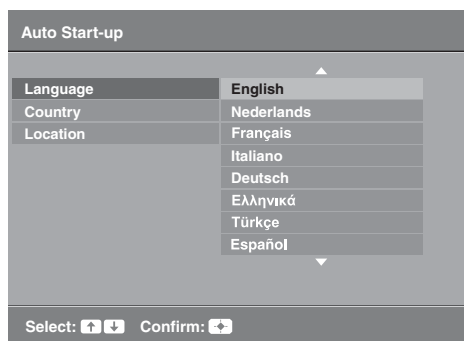 Auto Start-up
Language
English
Country
Nederlands
Location
Français
Italiano
Deutsch
Ελληνικά
Türkçe
Español
Select: Confirm: